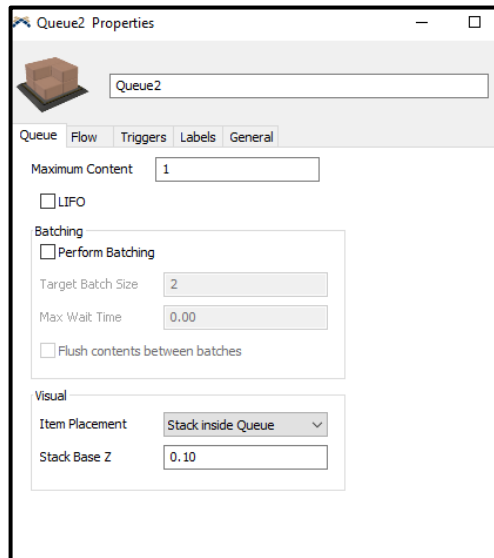 Queue2 Properties
Queue2
Queue Flow Triggers Labels General
Maximum Content 1
LIFO
Batching
Perform Batching
Target Batch Size 2
Max Wait Time 0.00
Flush contents between batches
Visual
Item Placement Stack inside Queue
Stack Base Z 0.10